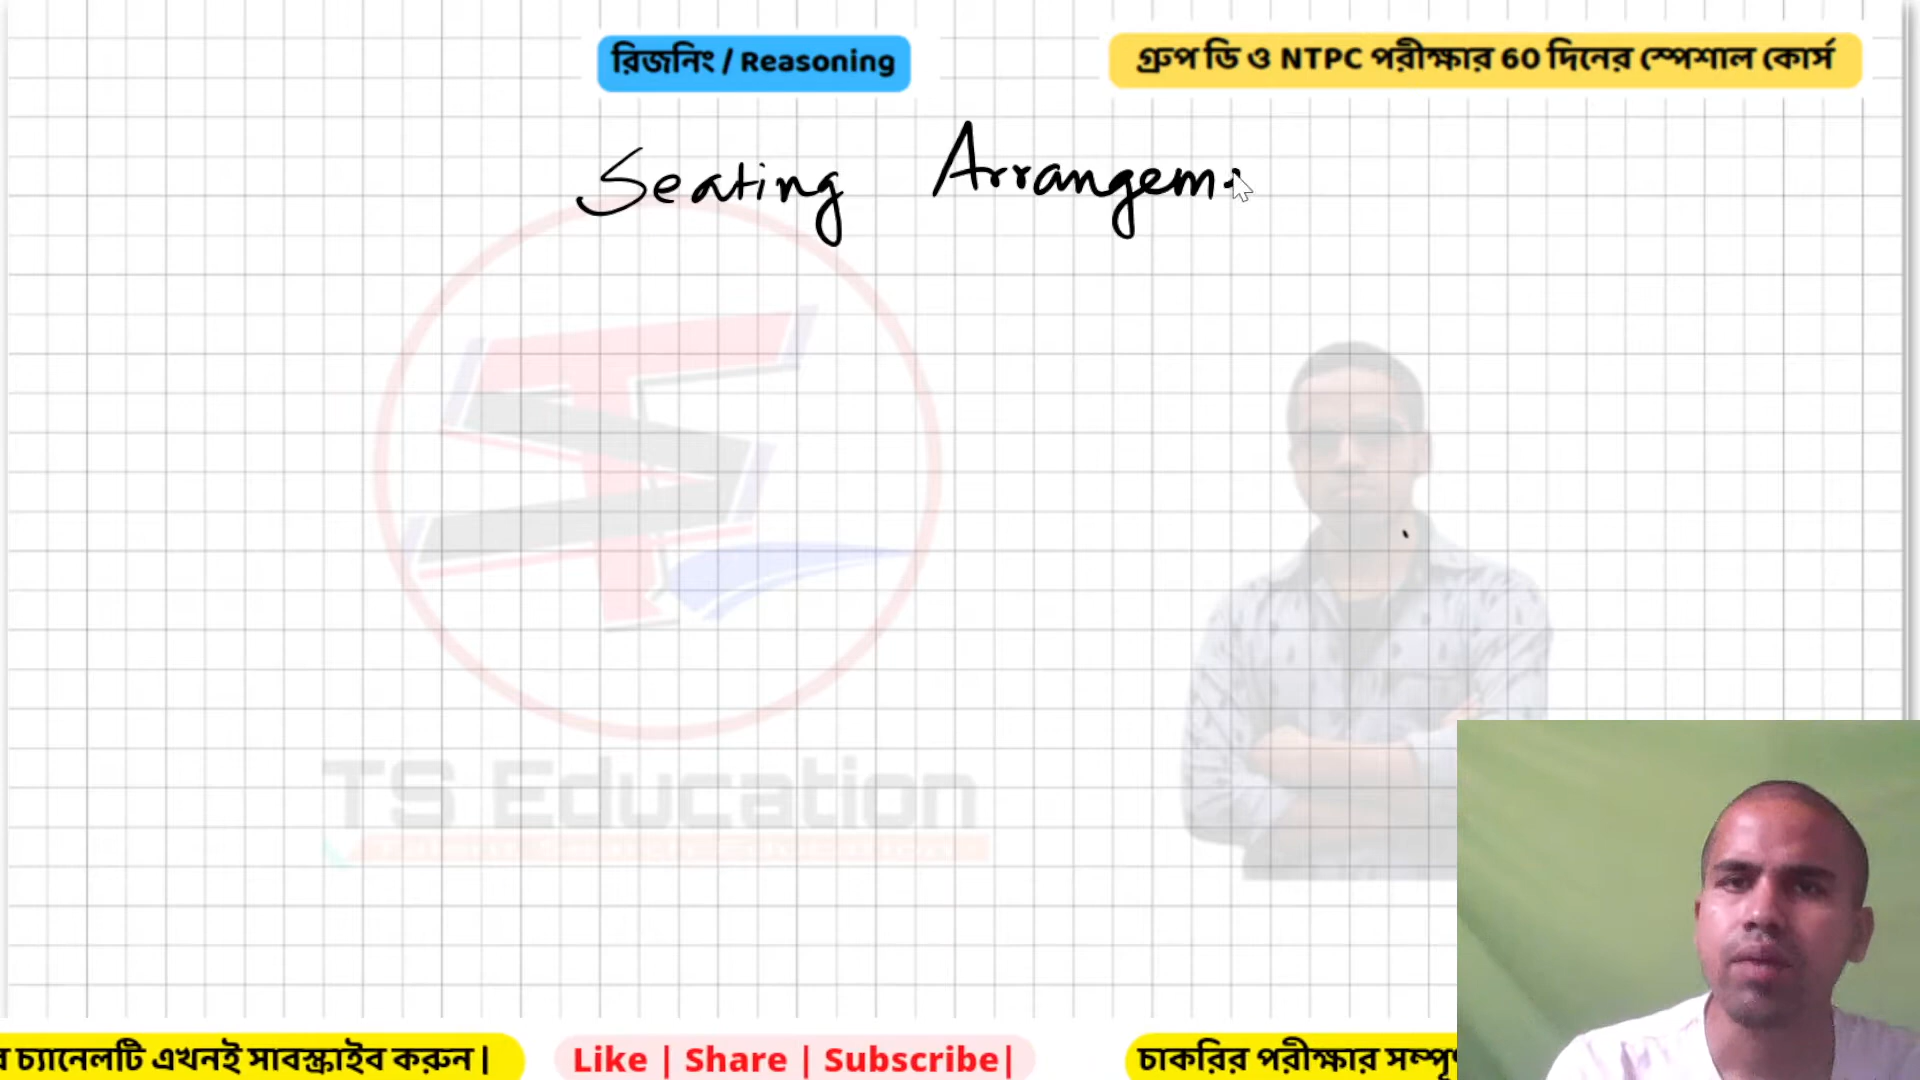 রিজনিং / Reasoning
গ্রুপ ডি ও NTPC পরীক্ষার 60 দিনের স্পেশাল কোর্স
Seating Arrangem
TS Education
চ্যানেলটি এখনই সাবস্ক্রাইব করুন |
Like | Share | Subscribe |
চাকরির পরীক্ষার